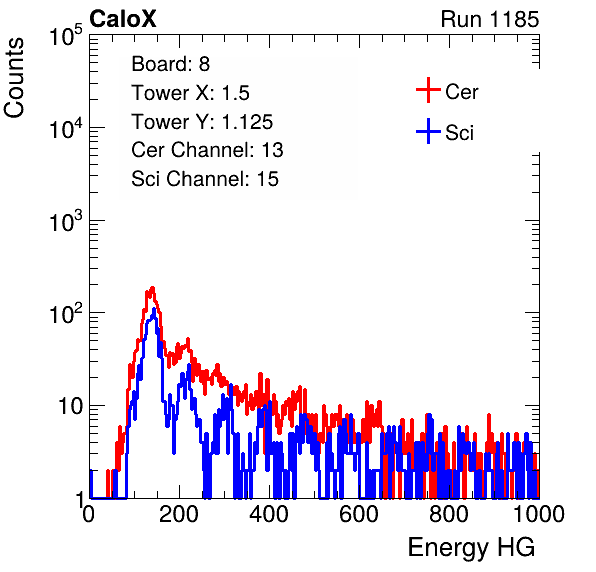 CaloX
Run 1185
Counts
Board: 8
Tower X: 1.5
Tower Y: 1.125
Cer Channel: 13
Sci Channel: 15
Cer
Sci
10^5
10^4
10^3
10^2
10
1
0 200 400 600 800 1000
Energy HG